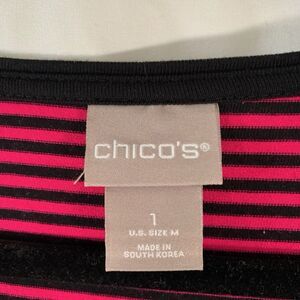 chico's®
1
U.S. SIZE M
MADE IN
SOUTH KOREA